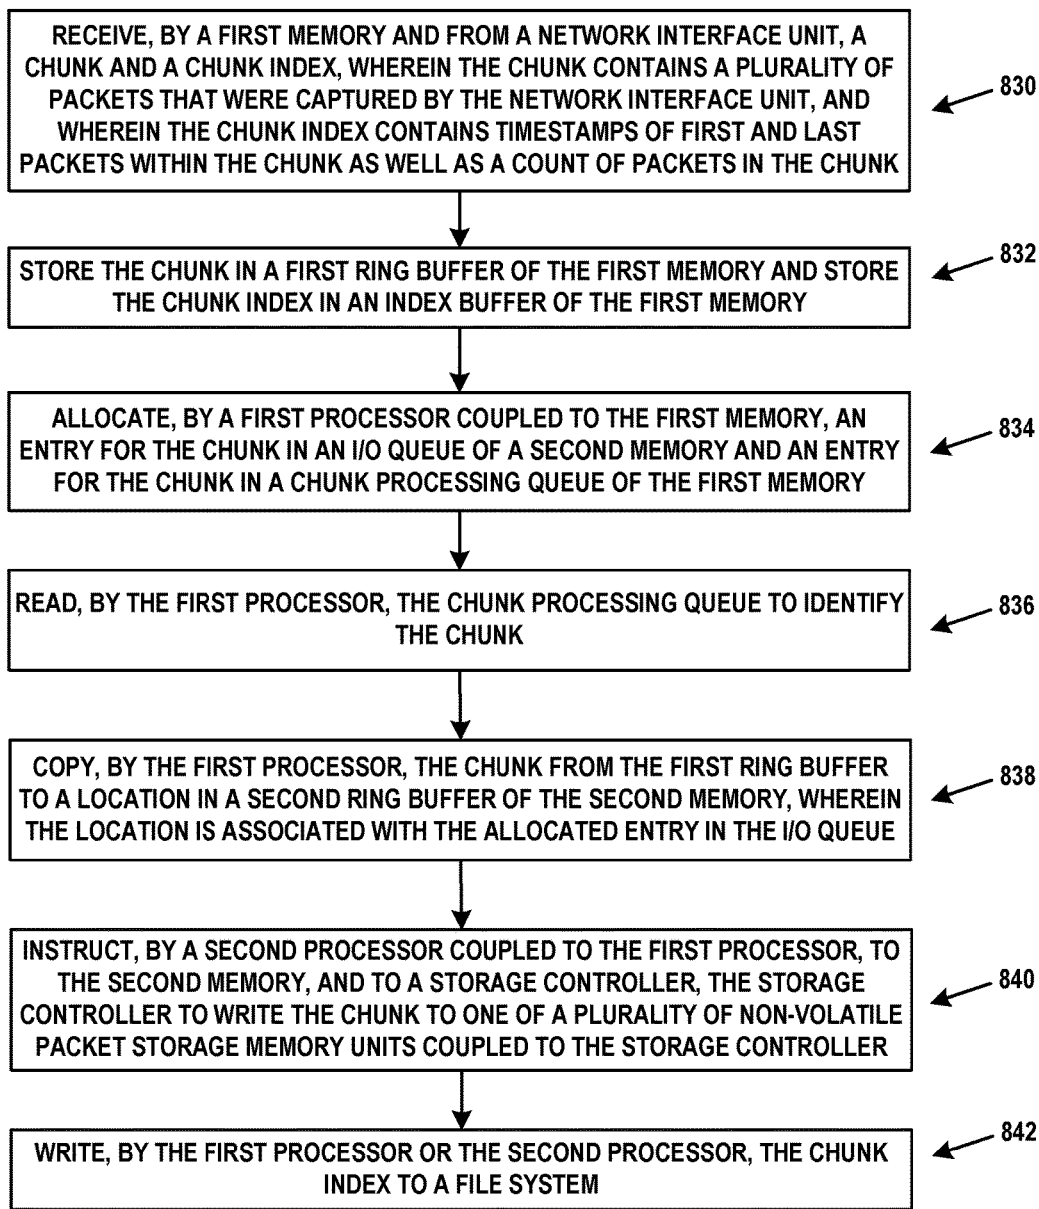 RECEIVE, BY A FIRST MEMORY AND FROM A NETWORK INTERFACE UNIT, A
CHUNK AND A CHUNK INDEX, WHEREIN THE CHUNK CONTAINS A PLURALITY OF
PACKETS THAT WERE CAPTURED BY THE NETWORK INTERFACE UNIT, AND
WHEREIN THE CHUNK INDEX CONTAINS TIMESTAMPS OF FIRST AND LAST
PACKETS WITHIN THE CHUNK AS WELL AS A COUNT OF PACKETS IN THE CHUNK
830
STORE THE CHUNK IN A FIRST RING BUFFER OF THE FIRST MEMORY AND STORE
THE CHUNK INDEX IN AN INDEX BUFFER OF THE FIRST MEMORY
832
ALLOCATE, BY A FIRST PROCESSOR COUPLED TO THE FIRST MEMORY, AN
ENTRY FOR THE CHUNK IN AN I/O QUEUE OF A SECOND MEMORY AND AN ENTRY
FOR THE CHUNK IN A CHUNK PROCESSING QUEUE OF THE FIRST MEMORY
834
READ, BY THE FIRST PROCESSOR, THE CHUNK PROCESSING QUEUE TO IDENTIFY
THE CHUNK
836
COPY, BY THE FIRST PROCESSOR, THE CHUNK FROM THE FIRST RING BUFFER
TO A LOCATION IN A SECOND RING BUFFER OF THE SECOND MEMORY, WHEREIN
THE LOCATION IS ASSOCIATED WITH THE ALLOCATED ENTRY IN THE I/O QUEUE
838
INSTRUCT, BY A SECOND PROCESSOR COUPLED TO THE FIRST PROCESSOR, TO
THE SECOND MEMORY, AND TO A STORAGE CONTROLLER, THE STORAGE
CONTROLLER TO WRITE THE CHUNK TO ONE OF A PLURALITY OF NON-VOLATILE
PACKET STORAGE MEMORY UNITS COUPLED TO THE STORAGE CONTROLLER
840
WRITE, BY THE FIRST PROCESSOR OR THE SECOND PROCESSOR, THE CHUNK
INDEX TO A FILE SYSTEM
842